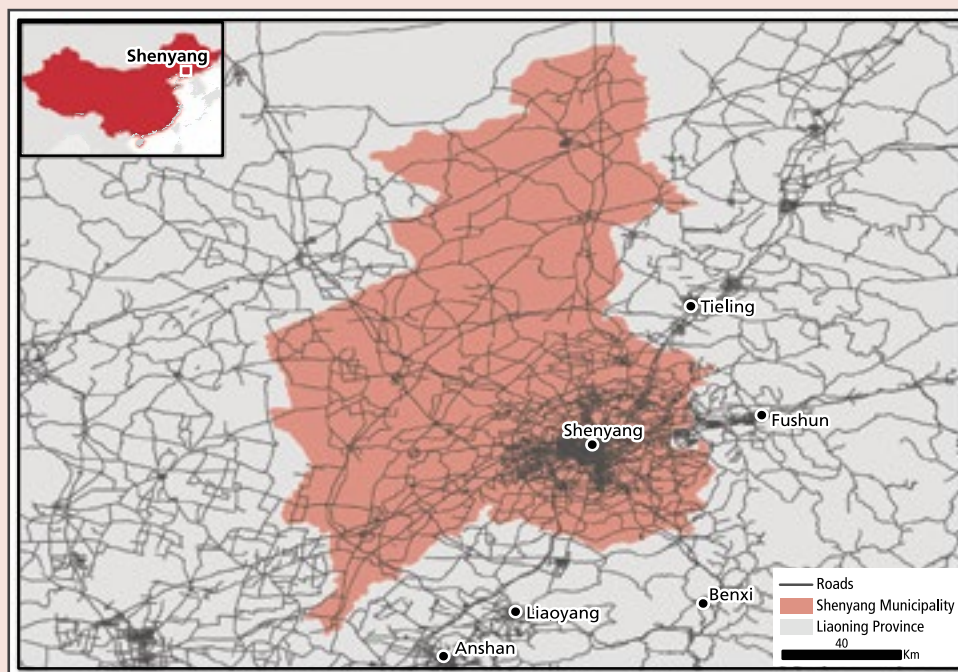 Shenyang
Tieling
Fushun
Shenyang
Benxi
Liaoyang
Anshan
Roads
Shenyang Municipality
Liaoning Province
40
Km